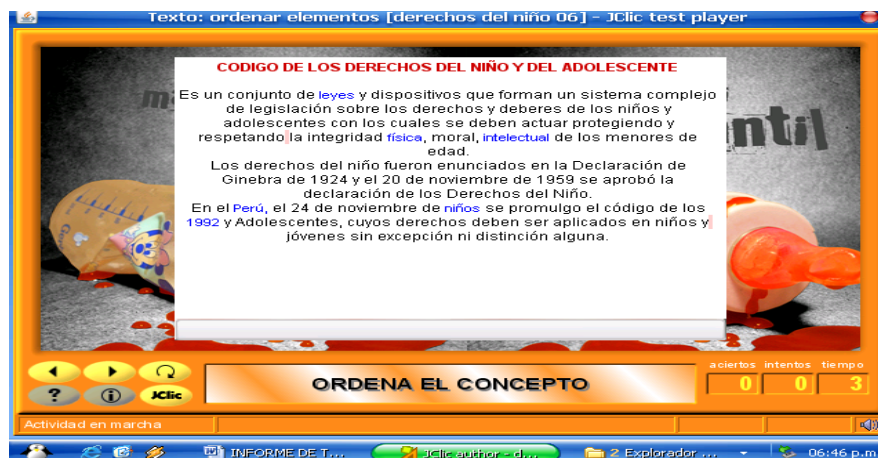 Texto: ordenar elementos [derechos del niño 06] - JClic test player
CODIGO DE LOS DERECHOS DEL NIÑO Y DEL ADOLESCENTE
Es un conjunto de leyes y dispositivos que forman un sistema complejo
de legislación sobre los derechos y deberes de los niños y
adolescentes con los cuales se deben actuar protegiendo y
respetando la integridad física, moral, intelectual de los menores de
edad.
Los derechos del niño fueron enunciados en la Declaración de
Ginebra de 1924 y el 20 de noviembre de 1959 se aprobó la
declaración de los Derechos del Niño.
En el Perú, el 24 de noviembre de niños se promulgo el código de los
1992 y Adolescentes, cuyos derechos deben ser aplicados en niños y
jóvenes sin excepción ni distinción alguna.
ORDENA EL CONCEPTO
aciertos intentos tiempo
0 0 3
? i JClic
Actividad en marcha
INFORME DE T... JClic author - d... 2 Explorador ... 06:46 p.m.